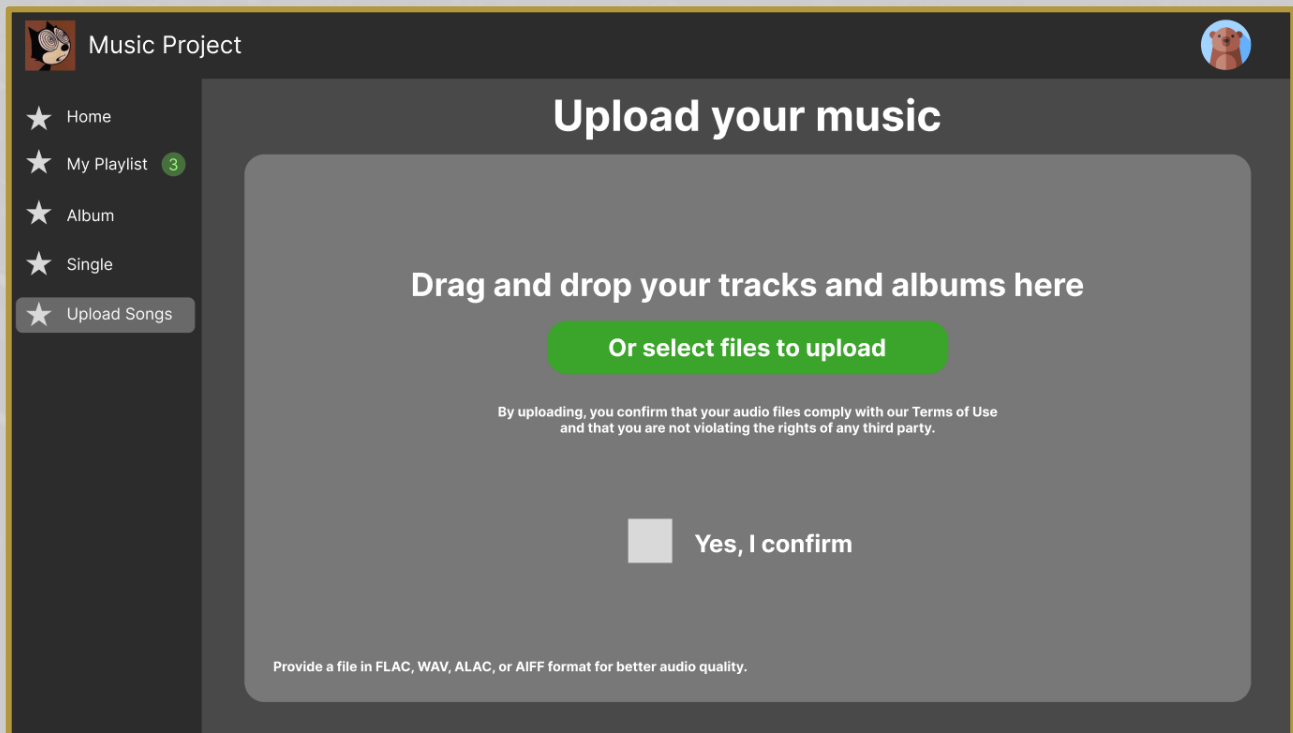 Music Project
Home
My Playlist 3
Album
Single
Upload Songs
Upload your music
Drag and drop your tracks and albums here
Or select files to upload
By uploading, you confirm that your audio files comply with our Terms of Use
and that you are not violating the rights of any third party.
Yes, I confirm
Provide a file in FLAC, WAV, ALAC, or AIFF format for better audio quality.